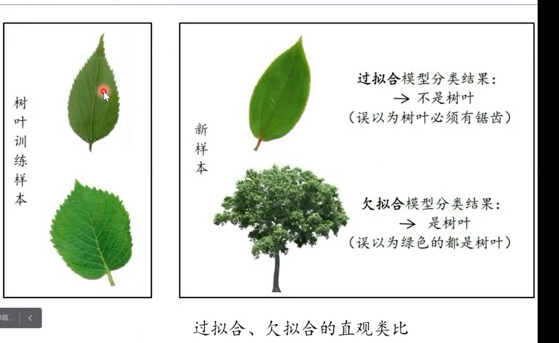 树叶训练样本
新样本
过拟合模型分类结果：
→ 不是树叶
（误以为树叶必须有锯齿）
欠拟合模型分类结果：
→ 是树叶
（误以为绿色的都是树叶）
过拟合、欠拟合的直观类比